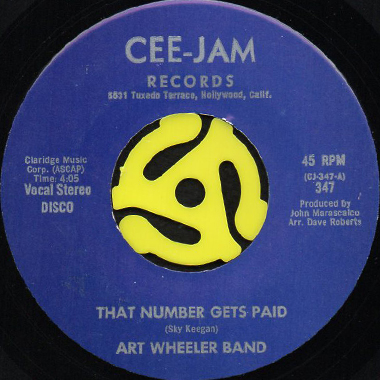 CEE-JAM
RECORDS
5531 Tuxedo Terrace, Hollywood, Calif.
Claridge Music
Corp. (ASCAP)
Time: 4:05
Vocal Stereo
DISCO
45 RPM
(CJ-347-A)
347
Produced by
John Marascalco
Arr. Dave Roberts
THAT NUMBER GETS PAID
(Sky Keegan)
ART WHEELER BAND